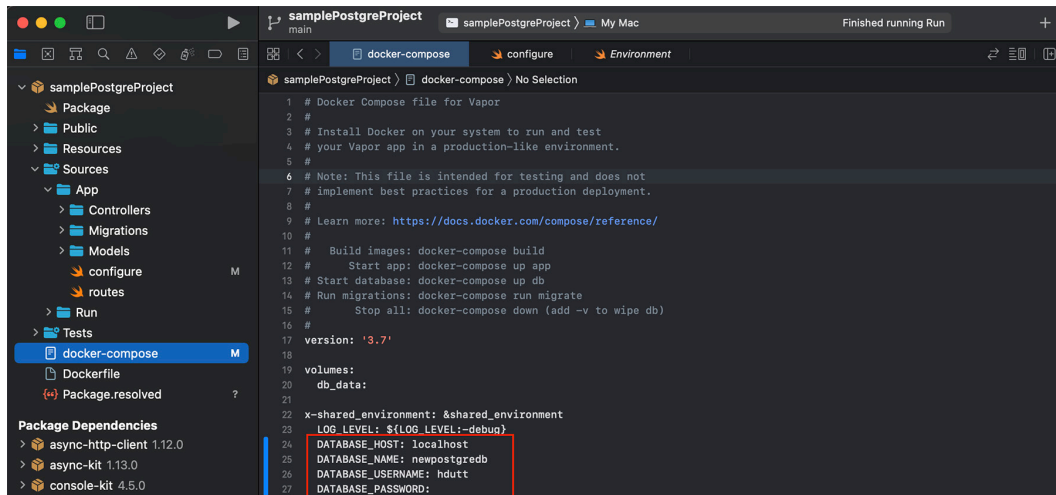 samplePostgreProject
main
samplePostgreProject 〉 My Mac
Finished running Run
docker-compose
configure
Environment
samplePostgreProject 〉 docker-compose 〉 No Selection
samplePostgreProject
Package
Public
Resources
Sources
App
Controllers
Migrations
Models
configure M
routes
Run
Tests
docker-compose M
Dockerfile
Package.resolved ?
Package Dependencies
async-http-client 1.12.0
async-kit 1.13.0
console-kit 4.5.0
1 # Docker Compose file for Vapor
2 #
3 # Install Docker on your system to run and test
4 # your Vapor app in a production-like environment.
5 #
6 # Note: This file is intended for testing and does not
7 # implement best practices for a production deployment.
8 #
9 # Learn more: https://docs.docker.com/compose/reference/
10 #
11 #   Build images: docker-compose build
12 #      Start app: docker-compose up app
13 # Start database: docker-compose up db
14 # Run migrations: docker-compose run migrate
15 #       Stop all: docker-compose down (add -v to wipe db)
16 #
17 version: '3.7'
18
19 volumes:
20   db_data:
21
22 x-shared_environment: &shared_environment
23   LOG_LEVEL: ${LOG_LEVEL:-debug}
24   DATABASE_HOST: localhost
25   DATABASE_NAME: newpostgredb
26   DATABASE_USERNAME: hdutt
27   DATABASE_PASSWORD: